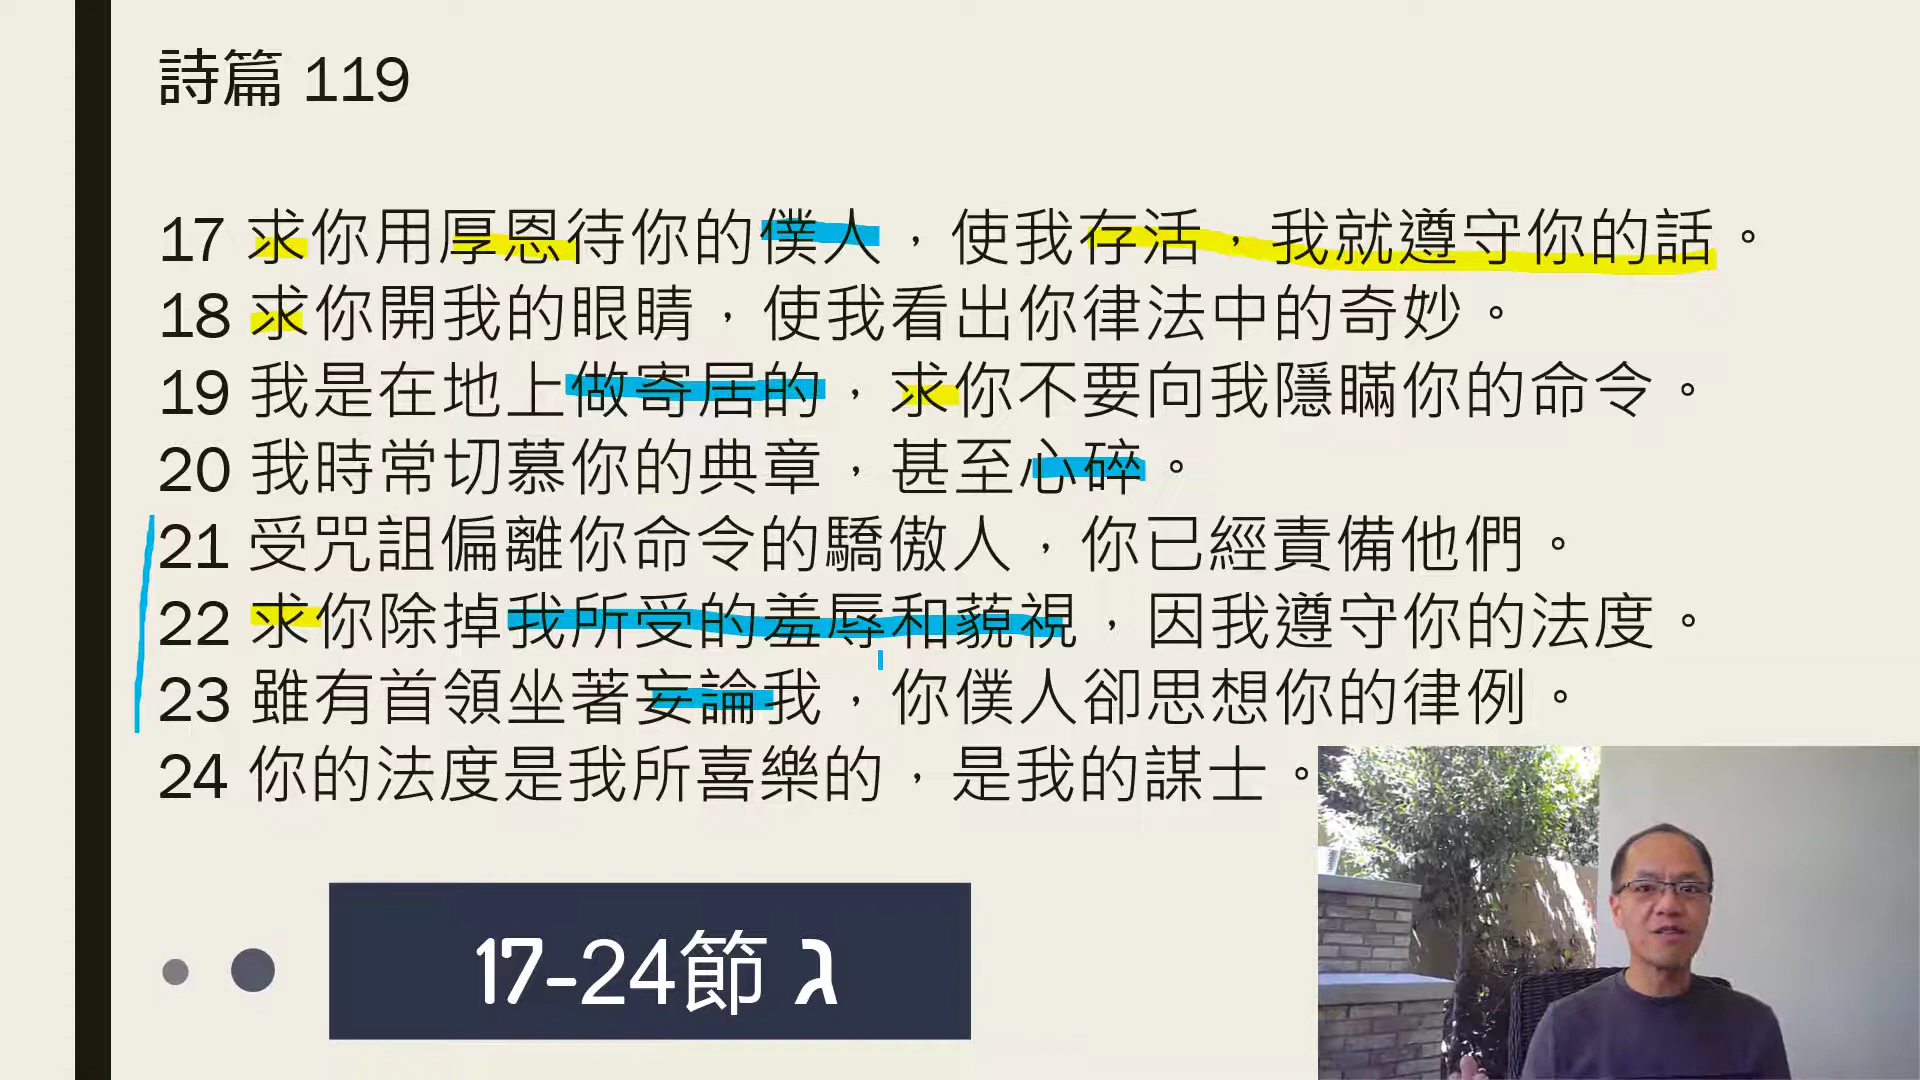 詩篇 119
17 求你用厚恩待你的僕人，使我存活，我就遵守你的話。
18 求你開我的眼睛，使我看出你律法中的奇妙。
19 我是在地上做寄居的，求你不要向我隱瞞你的命令。
20 我時常切慕你的典章，甚至心碎。
21 受咒詛偏離你命令的驕傲人，你已經責備他們。
22 求你除掉我所受的羞辱和藐視，因我遵守你的法度。
23 雖有首領坐著妄論我，你僕人卻思想你的律例。
24 你的法度是我所喜樂的，是我的謀士。
17-24節 ג